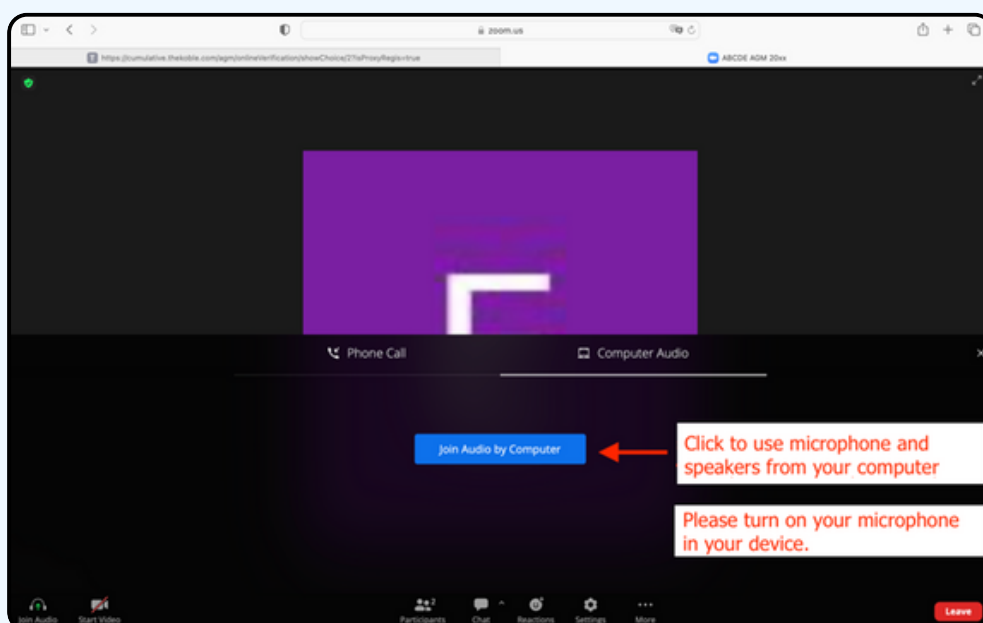 zoom.us
https://cumulative.thekoble.com/agm/onlineVerification/showChoice/2?isProxyRegis=true
ABCDE AGM 20xx
Phone Call
Computer Audio
Join Audio by Computer
Click to use microphone and
speakers from your computer
Please turn on your microphone
in your device.
Join Audio
Start Video
2
Participants
Chat
Reactions
Settings
More
Leave